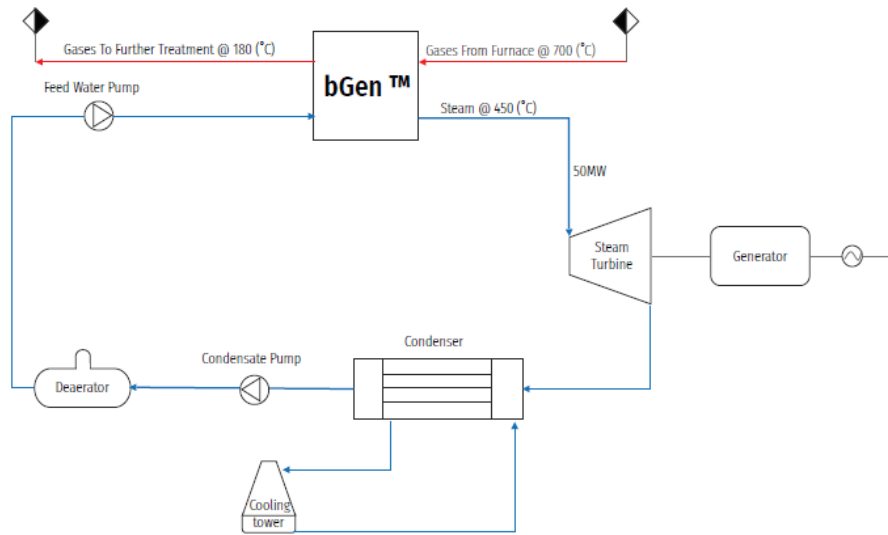 Gases To Further Treatment @ 180 (˚C)
Gases From Furnace @ 700 (˚C)
bGen ™
Feed Water Pump
Steam @ 450 (˚C)
50MW
Steam
Turbine
Generator
Condenser
Condensate Pump
Deaerator
Cooling
tower